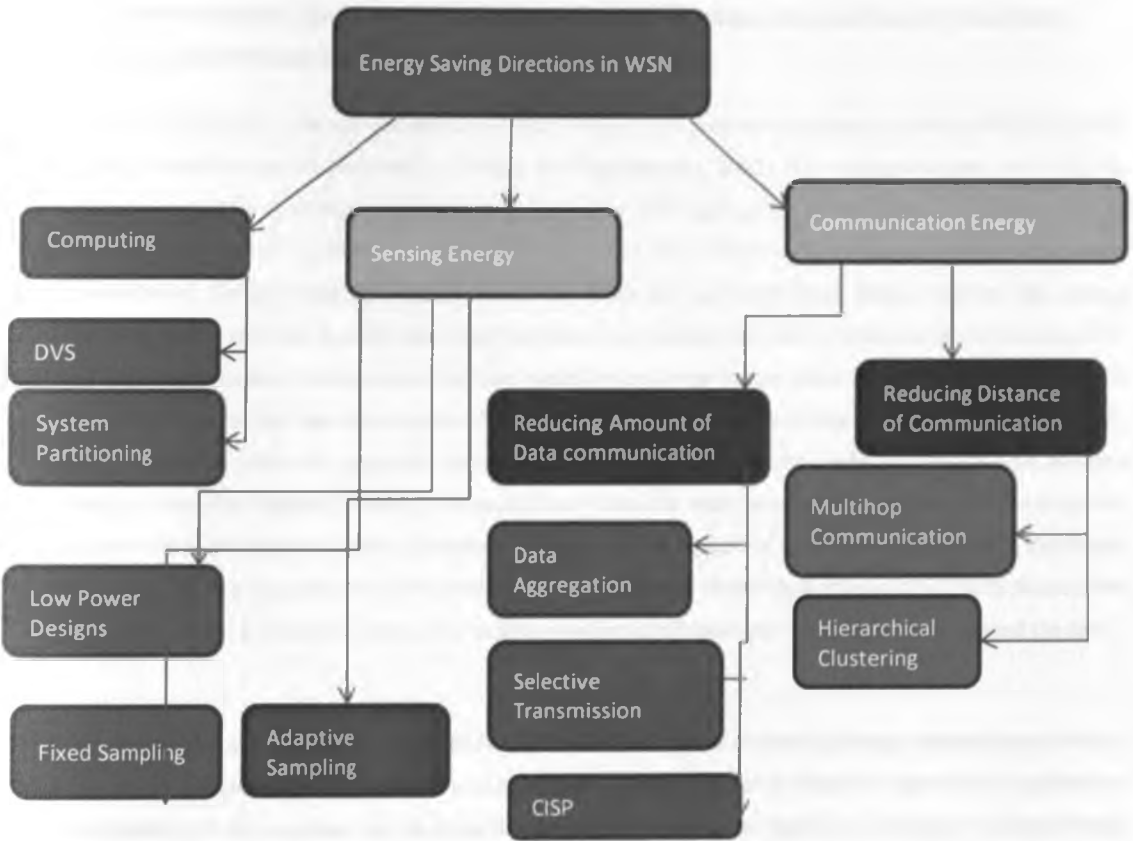 Energy Saving Directions in WSN
Computing
Sensing Energy
Communication Energy
DVS
System
Partitioning
Reducing Amount of
Data communication
Reducing Distance
of Communication
Multihop
Communication
Data
Aggregation
Low Power
Designs
Hierarchical
Clustering
Selective
Transmission
Fixed Sampling
Adaptive
Sampling
CISP